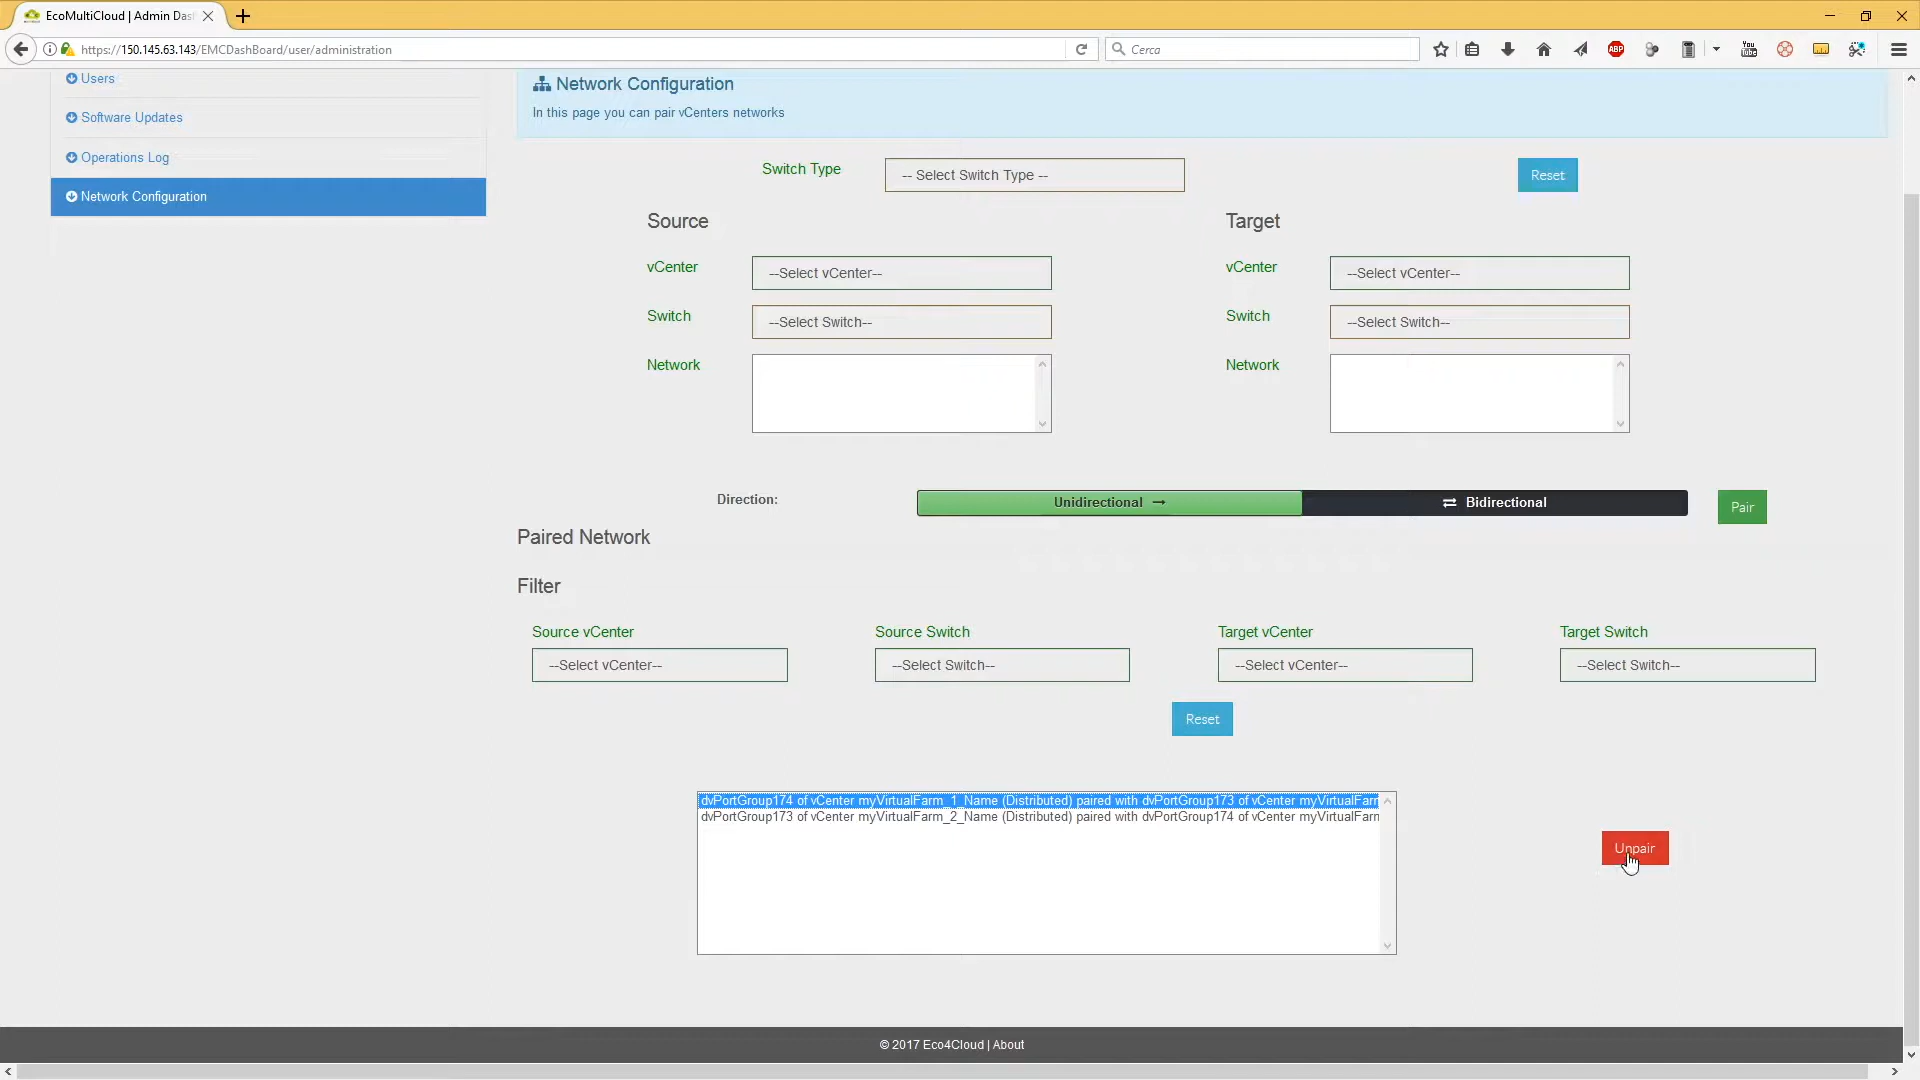 EcoMultiCloud | Admin Das
https://150.145.63.143/EMCDashBoard/user/administration
Cerca
ABP
You
Users
Software Updates
Operations Log
Network Configuration
Network Configuration
In this page you can pair vCenters networks
Switch Type
-- Select Switch Type --
Reset
Source
Target
vCenter
--Select vCenter--
vCenter
--Select vCenter--
Switch
--Select Switch--
Switch
--Select Switch--
Network
Network
Direction:
Unidirectional →
⇄ Bidirectional
Pair
Paired Network
Filter
Source vCenter
Source Switch
Target vCenter
Target Switch
--Select vCenter--
--Select Switch--
--Select vCenter--
--Select Switch--
Reset
dvPortGroup174 of vCenter myVirtualFarm_1_Name (Distributed) paired with dvPortGroup173 of vCenter myVirtualFarm
dvPortGroup173 of vCenter myVirtualFarm_2_Name (Distributed) paired with dvPortGroup174 of vCenter myVirtualFarm
Unpair
© 2017 Eco4Cloud | About